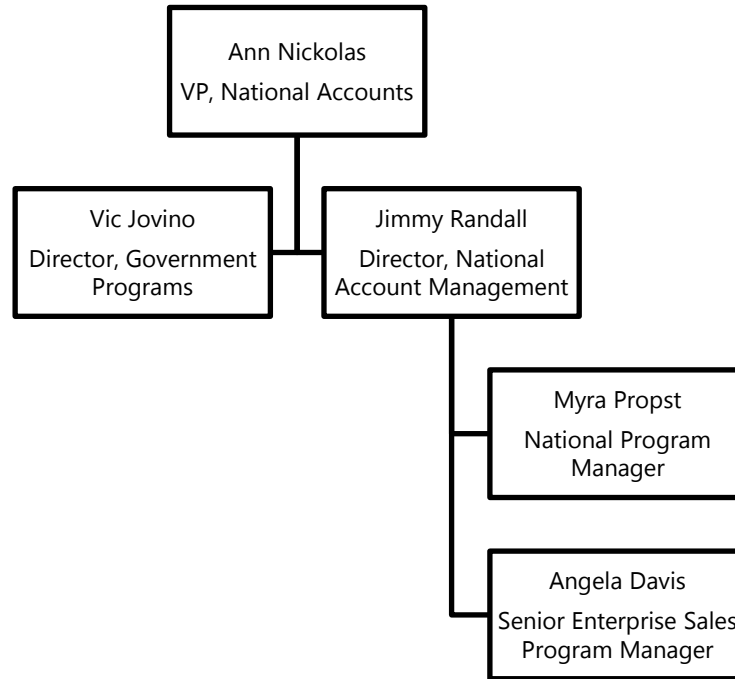 Ann Nickolas
VP, National Accounts
Vic Jovino
Director, Government
Programs
Jimmy Randall
Director, National
Account Management
Myra Propst
National Program
Manager
Angela Davis
Senior Enterprise Sales
Program Manager